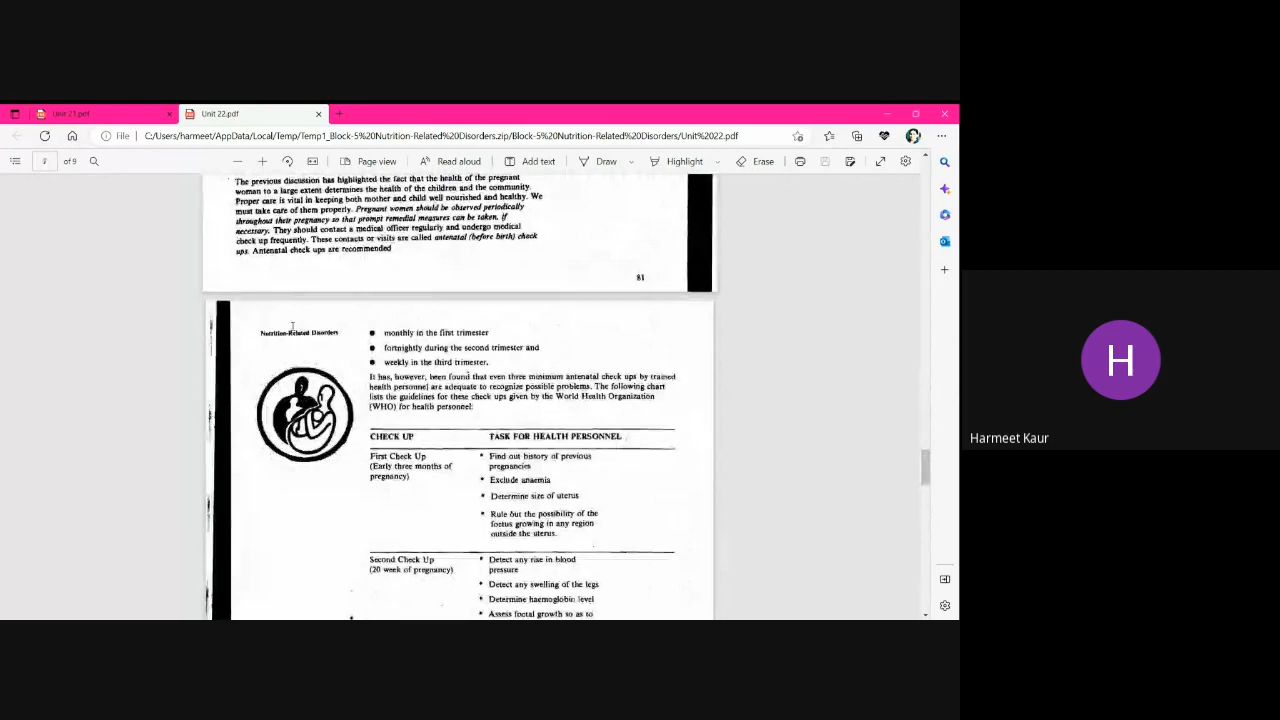 Unit 21.pdf
Unit 22.pdf
File
C:/Users/harmeet/AppData/Local/Temp/Temp1_Block-5%20Nutrition-Related%20Disorders.zip/Block-5%20Nutrition-Related%20Disorders/Unit%2022.pdf
7 of 9
Page view
Read aloud
Add text
Draw
Highlight
Erase
The previous discussion has highlighted the fact that the health of the pregnant
woman to a large extent determines the health of the children and the community.
Proper care is vital in keeping both mother and child well nourished and healthy. We
must take care of them properly. Pregnant women should be observed periodically
throughout their pregnancy so that prompt remedial measures can be taken, if
necessary. They should contact a medical officer regularly and undergo medical
check up frequently. These contacts or visits are called antenatal (before birth) check
ups. Antenatal check ups are recommended
81
Nutrition-Related Disorders
● monthly in the first trimester
● fortnightly during the second trimester and
● weekly in the third trimester.
It has, however, been found that even three minimum antenatal check ups by trained
health personnel are adequate to recognize possible problems. The following chart
lists the guidelines for these check ups given by the World Health Organization
(WHO) for health personnel:
CHECK UP TASK FOR HEALTH PERSONNEL
First Check Up
(Early three months of
pregnancy)
* Find out history of previous
pregnancies
* Exclude anaemia
* Determine size of uterus
* Rule out the possibility of the
foetus growing in any region
outside the uterus.
Second Check Up
(20 week of pregnancy)
* Detect any rise in blood
pressure
* Detect any swelling of the legs
* Determine haemoglobin level
* Assess foetal growth so as to
H
Harmeet Kaur